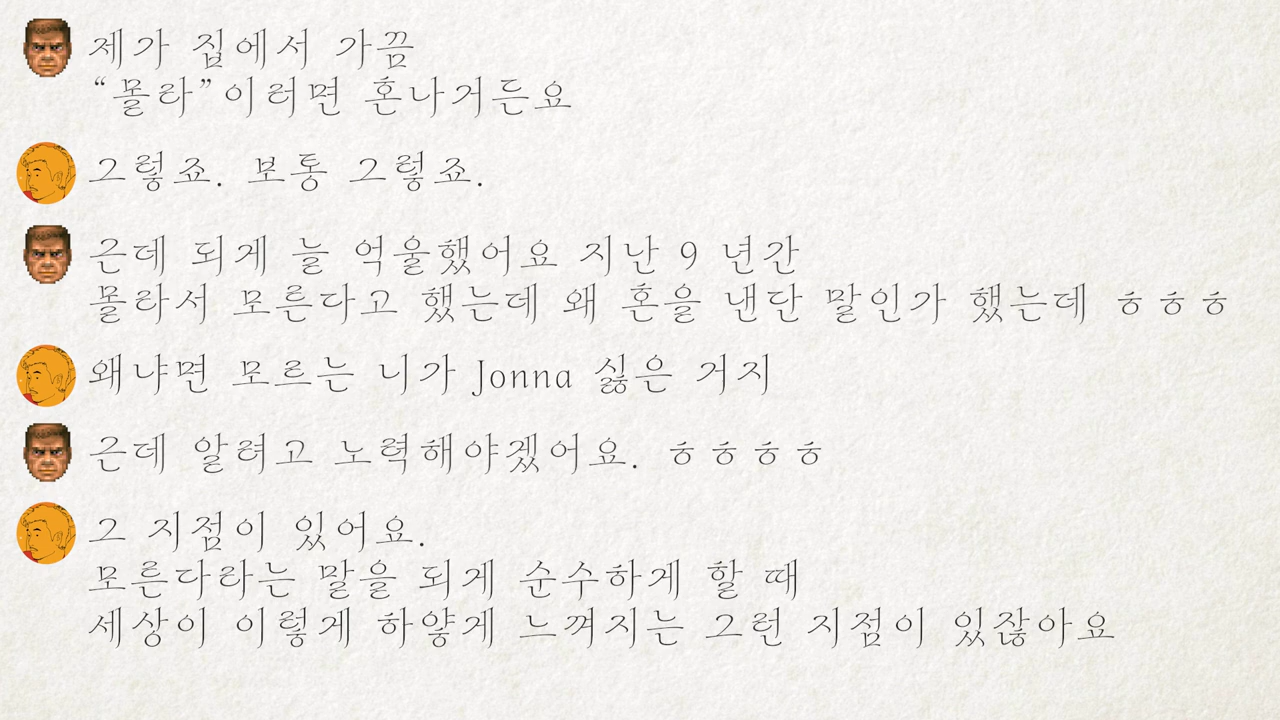 제가 집에서 가끔
“몰라”이러면 혼나거든요
그렇죠. 보통 그렇죠.
근데 되게 늘 억울했어요 지난 9 년간
몰라서 모른다고 했는데 왜 혼을 낸단 말인가 했는데 ㅎㅎㅎ
왜냐면 모르는 니가 Jonna 싫은 거지
근데 알려고 노력해야겠어요. ㅎㅎㅎㅎ
그 지점이 있어요.
모른다라는 말을 되게 순수하게 할 때
세상이 이렇게 하얗게 느껴지는 그런 지점이 있잖아요